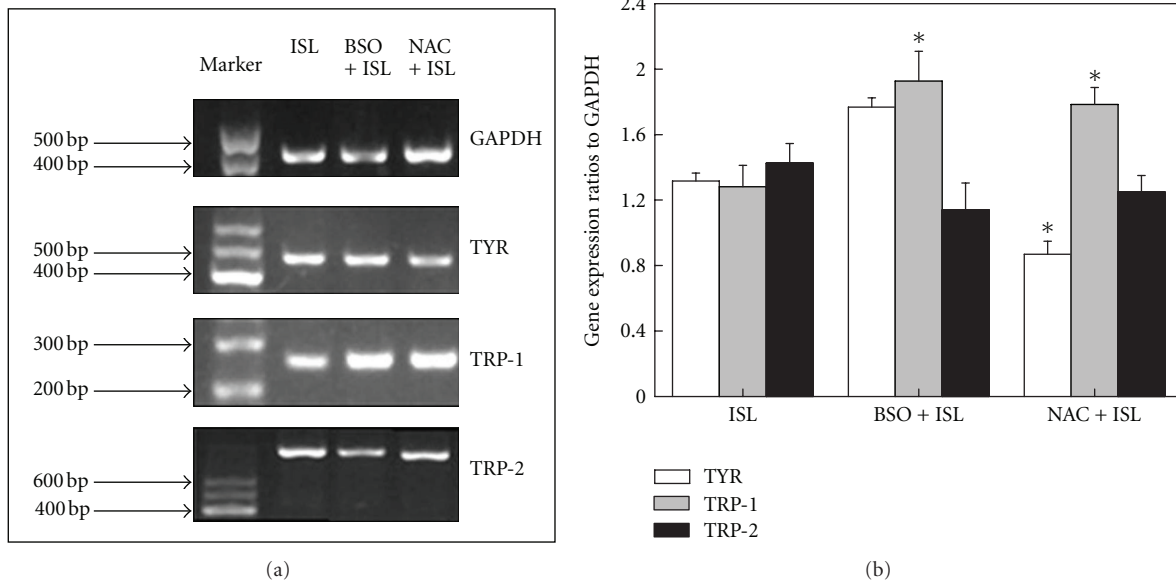 Marker
ISL
BSO
+ ISL
NAC
+ ISL
500 bp
400 bp
GAPDH
500 bp
400 bp
TYR
300 bp
200 bp
TRP-1
600 bp
400 bp
TRP-2
(a)
Gene expression ratios to GAPDH
2.4
2
1.6
1.2
0.8
0.4
0
*
*
*
ISL
BSO + ISL
NAC + ISL
TYR
TRP-1
TRP-2
(b)